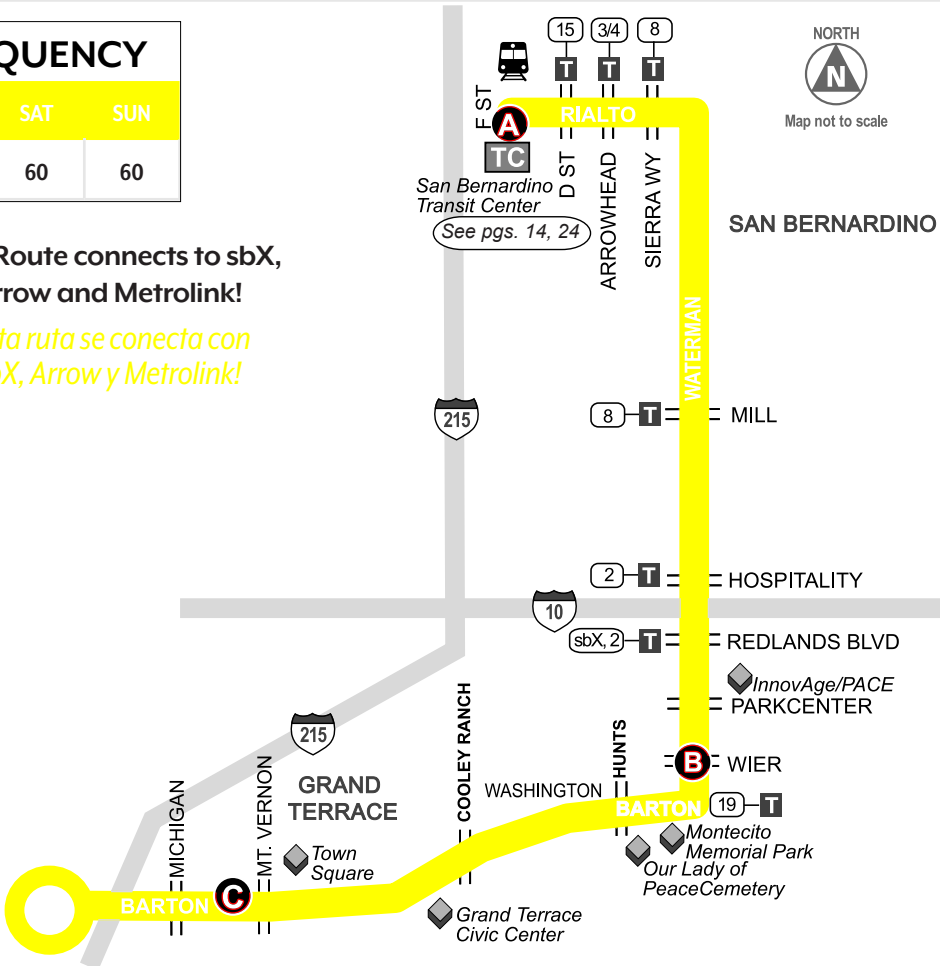 QUENCY
SAT SUN
60 60
Route connects to sbX,
rrow and Metrolink!
ta ruta se conecta con
bX, Arrow y Metrolink!
15 3/4 8
T T T
NORTH
N
Map not to scale
F ST
A
RIALTO
TC
San Bernardino
Transit Center
See pgs. 14, 24
D ST
ARROWHEAD
SIERRA WY
SAN BERNARDINO
WATERMAN
215
8 T MILL
2 T HOSPITALITY
10
sbX, 2 T REDLANDS BLVD
InnovAge/PACE
PARKCENTER
B WIER
215
GRAND
TERRACE
COOLEY RANCH
WASHINGTON
HUNTS
BARTON
19 T
Montecito
Memorial Park
Our Lady of
PeaceCemetery
MICHIGAN
MT. VERNON
Town
Square
BARTON
C
Grand Terrace
Civic Center